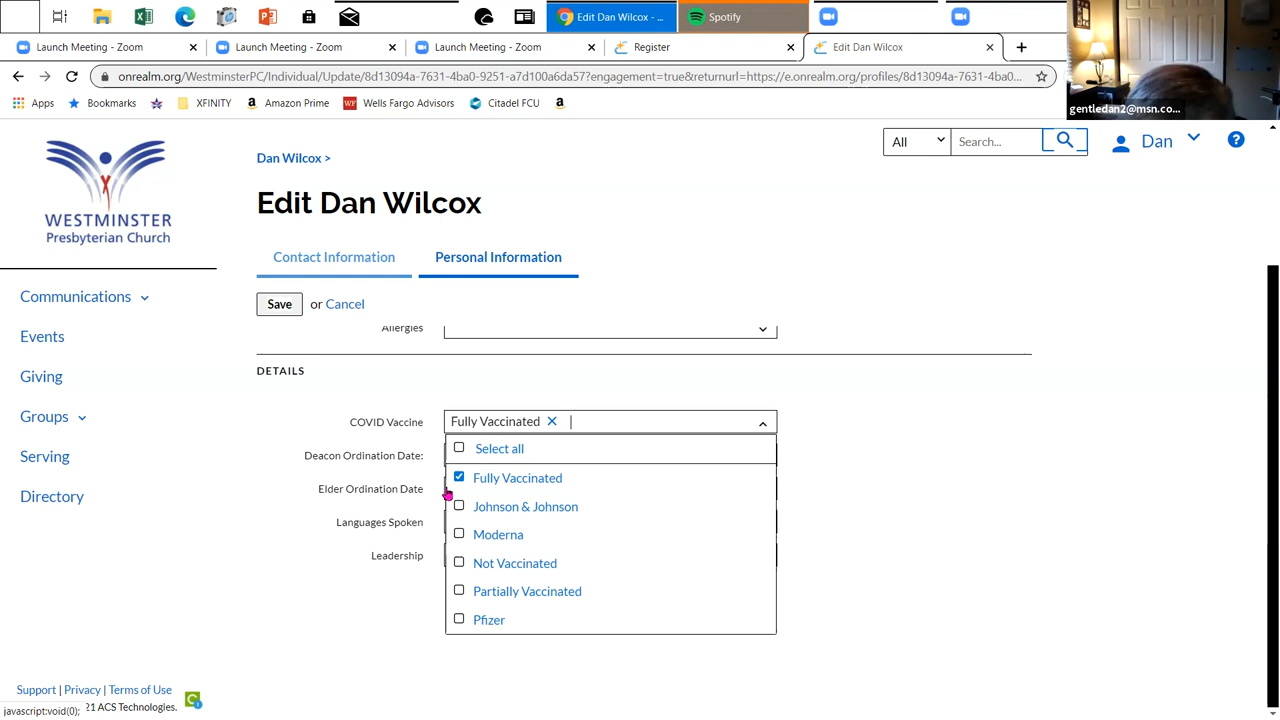 Edit Dan Wilcox - ...
Spotify
Launch Meeting - Zoom
Launch Meeting - Zoom
Launch Meeting - Zoom
Register
Edit Dan Wilcox
onrealm.org/WestminsterPC/Individual/Update/8d13094a-7631-4ba0-9251-a7d100a6da57?engagement=true&returnurl=https://e.onrealm.org/profiles/8d13094a-7631-4ba0...
Apps
Bookmarks
XFINITY
Amazon Prime
WF Wells Fargo Advisors
Citadel FCU
gentledan2@msn.co...
WESTMINSTER
Presbyterian Church
Dan Wilcox >
All
Search...
Dan
Edit Dan Wilcox
Contact Information
Personal Information
Save or Cancel
Communications
Events
Giving
Groups
Serving
Directory
Allergies
DETAILS
COVID Vaccine
Fully Vaccinated
Deacon Ordination Date:
Elder Ordination Date
Languages Spoken
Leadership
Select all
Fully Vaccinated
Johnson & Johnson
Moderna
Not Vaccinated
Partially Vaccinated
Pfizer
Support | Privacy | Terms of Use
21 ACS Technologies.
javascript:void(0);